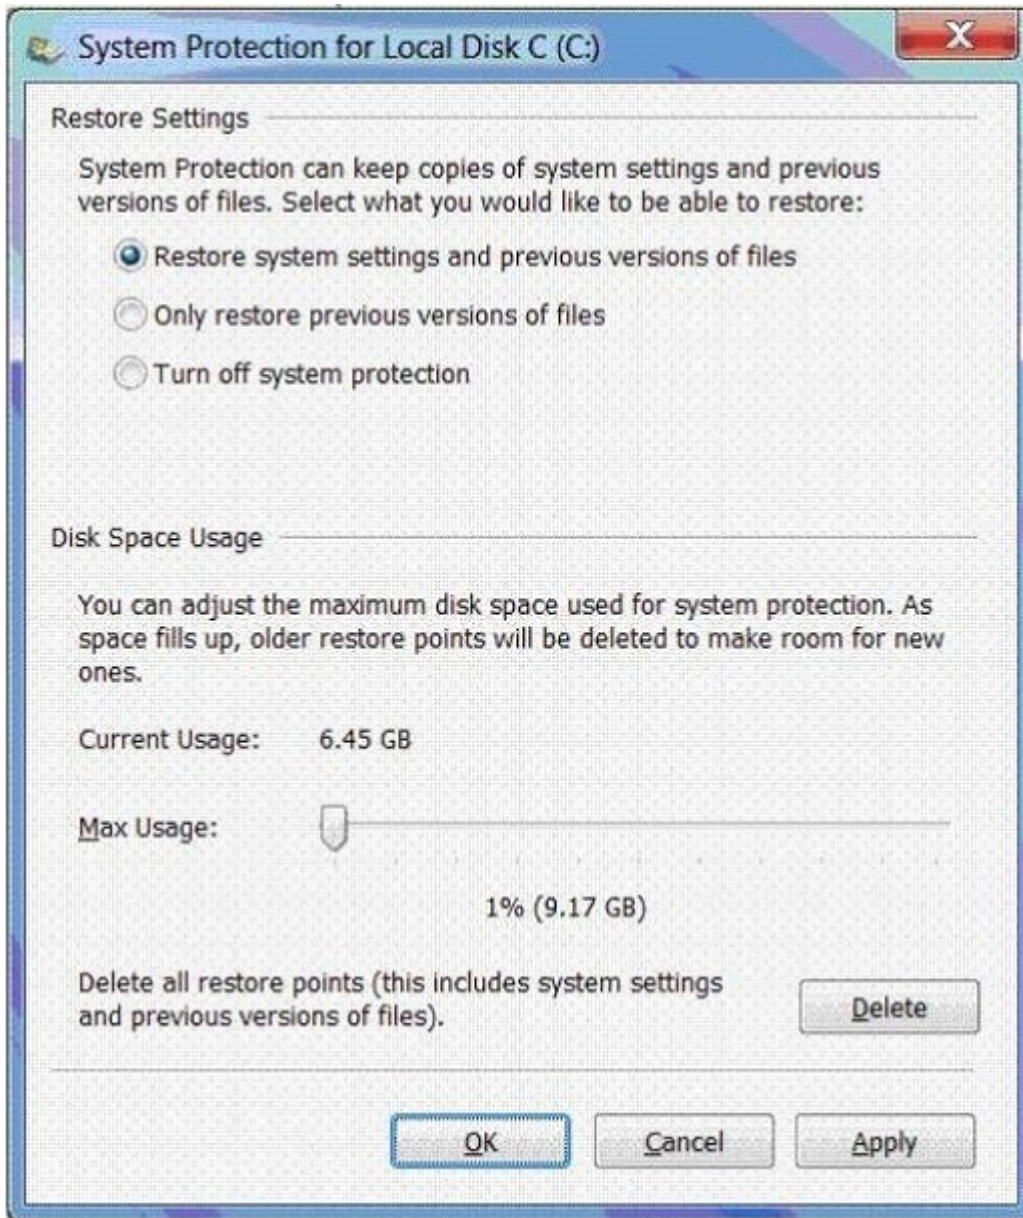 System Protection for Local Disk C (C:)
X
Restore Settings
System Protection can keep copies of system settings and previous
versions of files. Select what you would like to be able to restore:
Restore system settings and previous versions of files
Only restore previous versions of files
Turn off system protection
Disk Space Usage
You can adjust the maximum disk space used for system protection. As
space fills up, older restore points will be deleted to make room for new
ones.
Current Usage: 6.45 GB
Max Usage:
1% (9.17 GB)
Delete all restore points (this includes system settings
and previous versions of files).
Delete
OK Cancel Apply